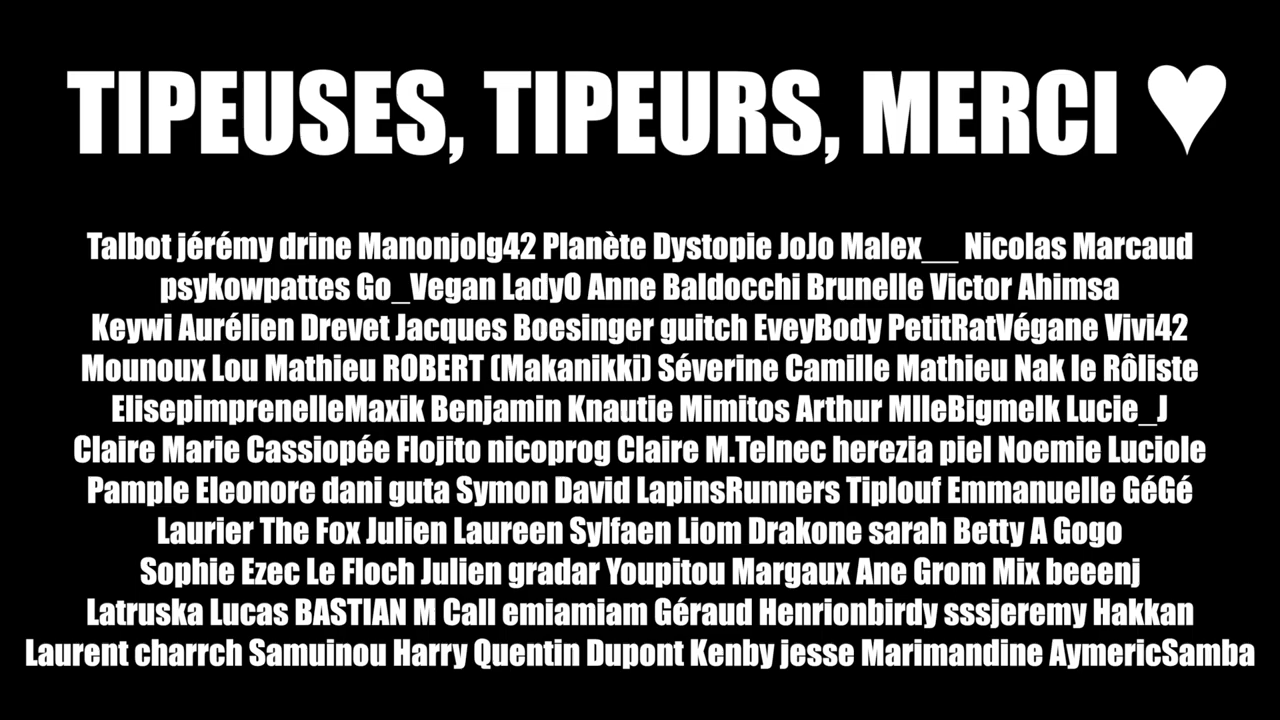 TIPEUSES, TIPEURS, MERCI ♥
Talbot jérémy drine Manonjolg42 Planète Dystopie JoJo Malex__ Nicolas Marcaud
psykowpattes Go_Vegan LadyO Anne Baldocchi Brunelle Victor Ahimsa
Keywi Aurélien Drevet Jacques Boesinger guitch EveyBody PetitRatVégane Vivi42
Mounoux Lou Mathieu ROBERT (Makanikki) Séverine Camille Mathieu Nak le Rôliste
ElisepimprenelleMaxik Benjamin Knautie Mimitos Arthur MlleBigmelk Lucie_J
Claire Marie Cassiopée Flojito nicoprog Claire M.Telnec herezia piel Noemie Luciole
Pample Eleonore dani guta Symon David LapinsRunners Tiplouf Emmanuelle GéGé
Laurier The Fox Julien Laureen Sylfaen Liom Drakone sarah Betty A Gogo
Sophie Ezec Le Floch Julien gradar Youpitou Margaux Ane Grom Mix beeenj
Latruska Lucas BASTIAN M Call emiamiam Géraud Henrionbirdy sssjeremy Hakkan
Laurent charrch Samuinou Harry Quentin Dupont Kenby jesse Marimandine AymericSamba